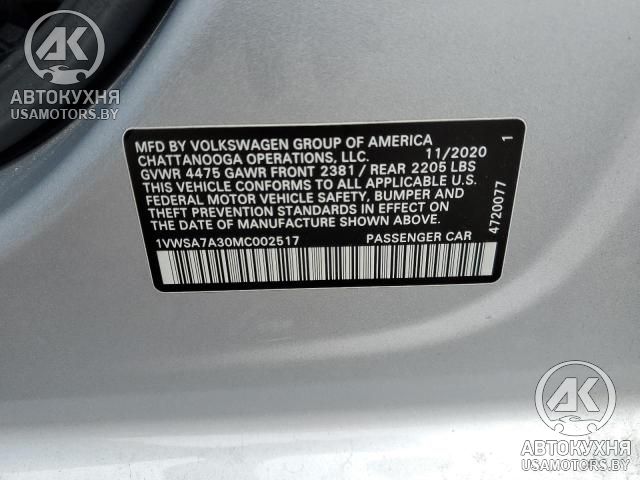 АК
АВТОКУХНЯ
USAMOTORS.BY
MFD BY VOLKSWAGEN GROUP OF AMERICA
CHATTANOOGA OPERATIONS, LLC. 11/2020 1
GVWR 4475 GAWR FRONT 2381 / REAR 2205 LBS
THIS VEHICLE CONFORMS TO ALL APPLICABLE U.S.
FEDERAL MOTOR VEHICLE SAFETY, BUMPER AND
THEFT PREVENTION STANDARDS IN EFFECT ON
THE DATE OF MANUFACTURE SHOWN ABOVE.
1VWSA7A30MC002517 PASSENGER CAR
4720077
АК
АВТОКУХНЯ
USAMOTORS.BY